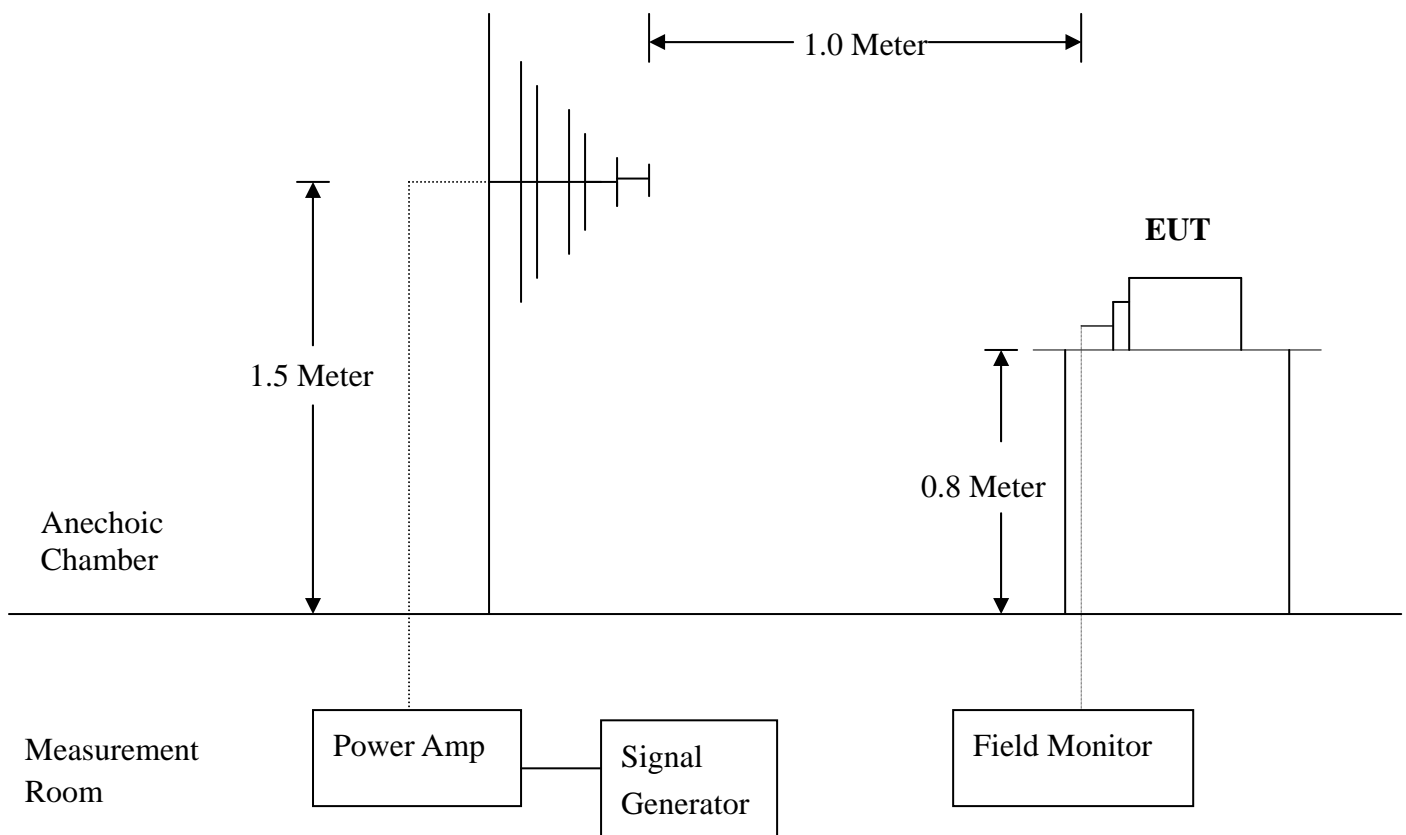 1.0 Meter
EUT
1.5 Meter
0.8 Meter
Anechoic
Chamber
Measurement
Room
Power Amp
Signal
Generator
Field Monitor